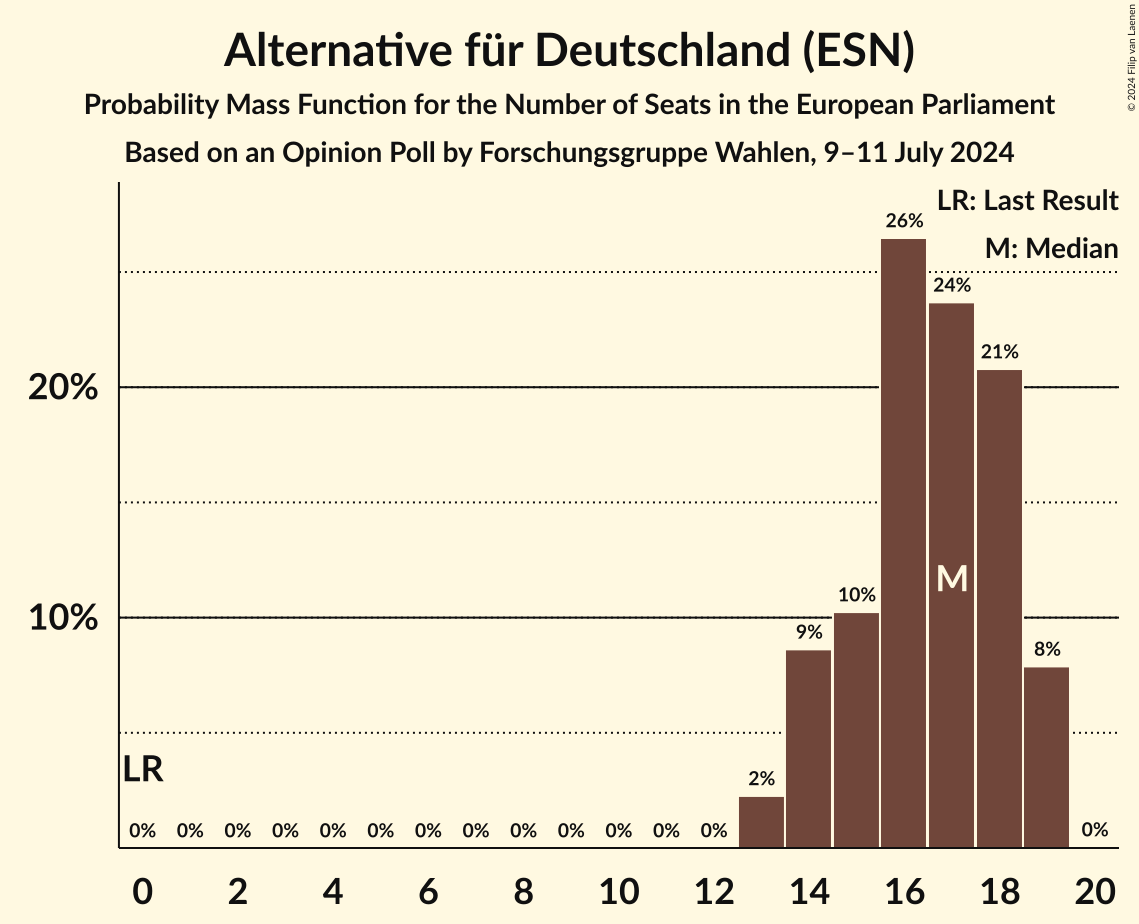 Alternative für Deutschland (ESN)
Probability Mass Function for the Number of Seats in the European Parliament
Based on an Opinion Poll by Forschungsgruppe Wahlen, 9–11 July 2024
© 2024 Filip van Laenen
LR: Last Result
M: Median
26%
24%
21%
20%
M
10%
10%
9%
8%
LR
2%
0% 0% 0% 0% 0% 0% 0% 0% 0% 0% 0% 0% 0% 0%
0 2 4 6 8 10 12 14 16 18 20